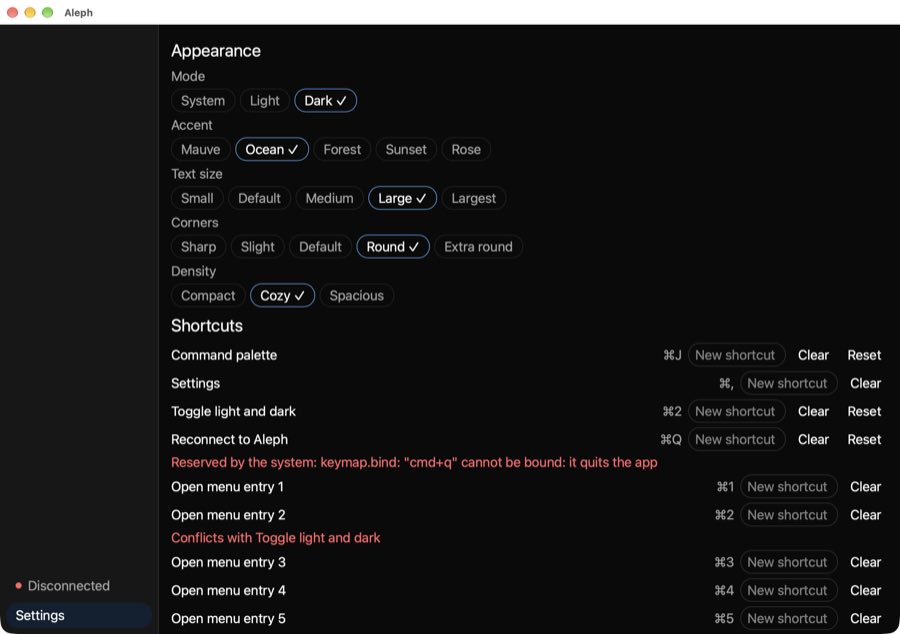 Aleph
Appearance
Mode
System Light Dark ✓
Accent
Mauve Ocean ✓ Forest Sunset Rose
Text size
Small Default Medium Large ✓ Largest
Corners
Sharp Slight Default Round ✓ Extra round
Density
Compact Cozy ✓ Spacious
Shortcuts
Command palette ⌘J New shortcut Clear Reset
Settings ⌘, New shortcut Clear
Toggle light and dark ⌘2 New shortcut Clear Reset
Reconnect to Aleph ⌘Q New shortcut Clear Reset
Reserved by the system: keymap.bind: "cmd+q" cannot be bound: it quits the app
Open menu entry 1 ⌘1 New shortcut Clear
Open menu entry 2 ⌘2 New shortcut Clear
Conflicts with Toggle light and dark
Open menu entry 3 ⌘3 New shortcut Clear
Open menu entry 4 ⌘4 New shortcut Clear
Open menu entry 5 ⌘5 New shortcut Clear
Disconnected
Settings